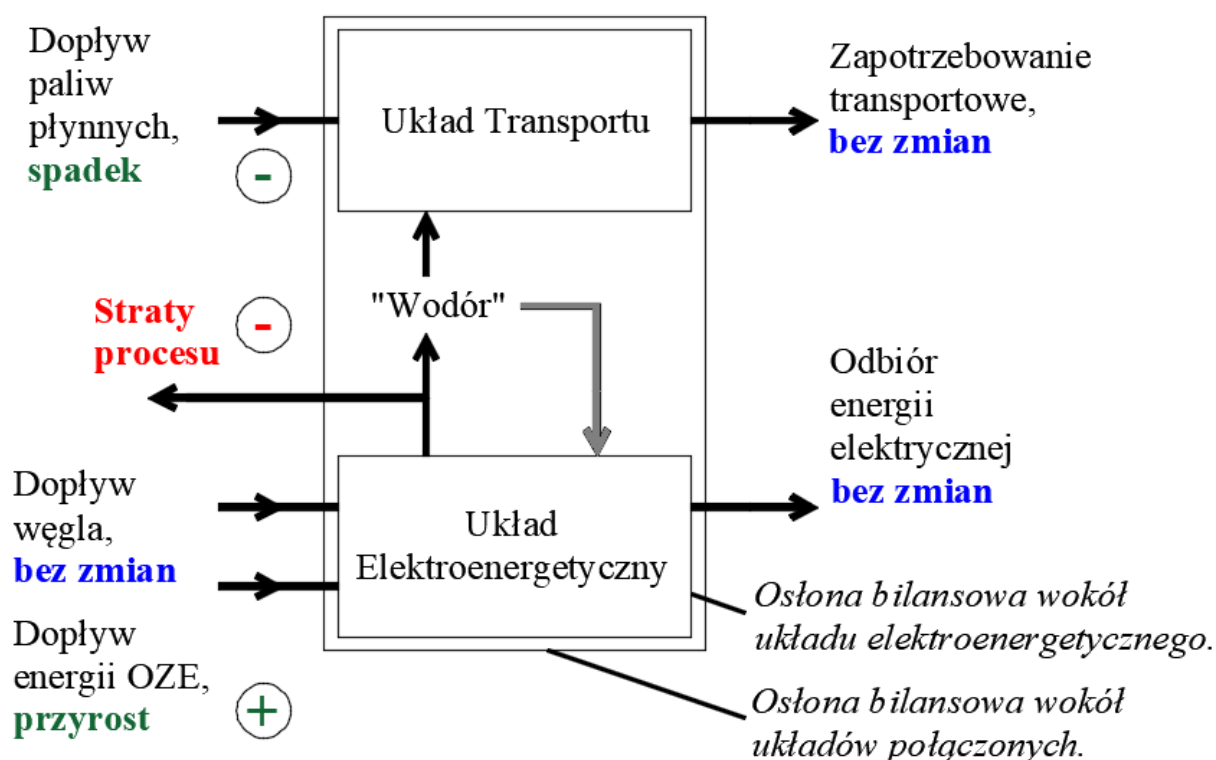 Dopływ
paliw
płynnych,
spadek
-
Układ Transportu
Zapotrzebowanie
transportowe,
bez zmian
Straty
procesu
-
"Wodór"
Odbiór
energii
elektrycznej
bez zmian
Dopływ
węgla,
bez zmian
Układ
Elektroenergetyczny
Dopływ
energii OZE,
przyrost
+
Osłona bilansowa wokół
układu elektroenergetycznego.
Osłona bilansowa wokół
układów połączonych.